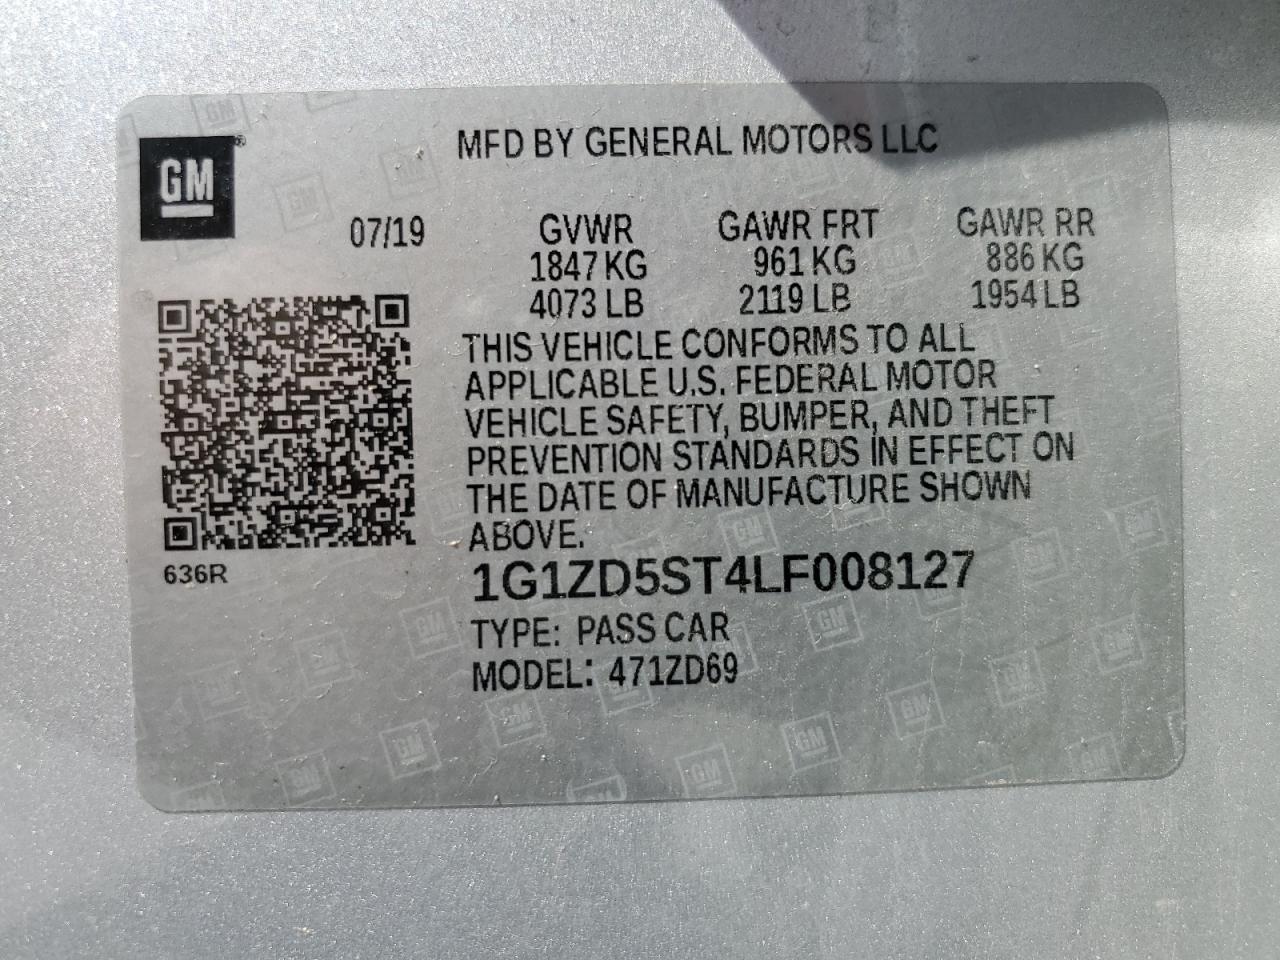 GM
MFD BY GENERAL MOTORS LLC
07/19 GVWR GAWR FRT GAWR RR
1847 KG 961 KG 886 KG
4073 LB 2119 LB 1954 LB
THIS VEHICLE CONFORMS TO ALL
APPLICABLE U.S. FEDERAL MOTOR
VEHICLE SAFETY, BUMPER, AND THEFT
PREVENTION STANDARDS IN EFFECT ON
THE DATE OF MANUFACTURE SHOWN
ABOVE.
636R
1G1ZD5ST4LF008127
TYPE: PASS CAR
MODEL: 471ZD69